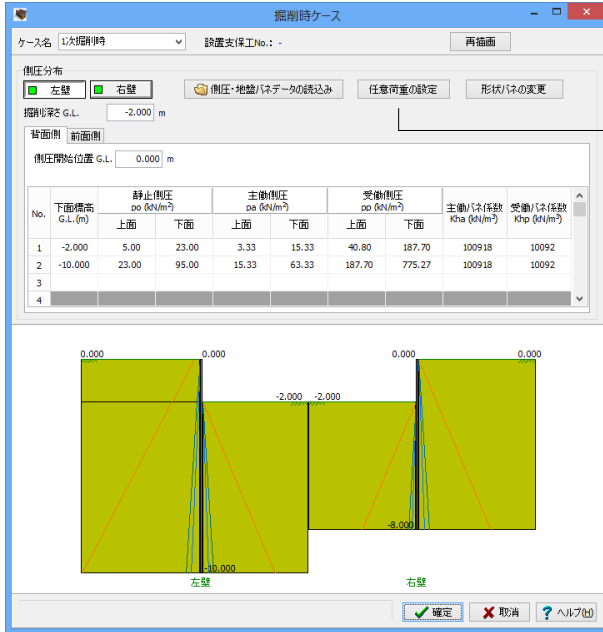 掘削時ケース
ケース名 1次掘削時 設置支保工No.： - 再描画
側圧分布
左壁 右壁 側圧・地盤バネデータの読込み 任意荷重の設定 形状バネの変更
掘削深さ G.L. -2.000 m
背面側 前面側
側圧開始位置 G.L. 0.000 m
No. 下面標高 G.L.(m) 静止側圧 po (kN/m²) 主働側圧 pa (kN/m²) 受働側圧 pp (kN/m²) 主働バネ係数 Kha (kN/m³) 受働バネ係数 Khp (kN/m³)
上面 下面 上面 下面 上面 下面
1 -2.000 5.00 23.00 3.33 15.33 40.80 187.70 100918 10092
2 -10.000 23.00 95.00 15.33 63.33 187.70 775.27 100918 10092
3
4
0.000 0.000 0.000 0.000
-2.000 -2.000
-8.000
-10.000
左壁 右壁
確定 取消 ヘルプ(H)